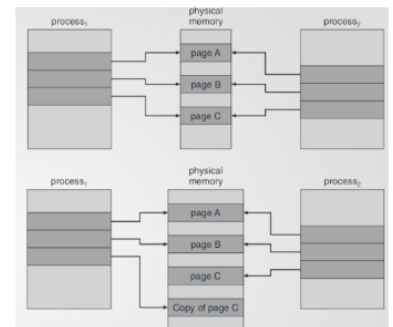 physical
memory
process₁
process₂
page A
page B
page C
physical
memory
process₁
process₂
page A
page B
page C
Copy of page C